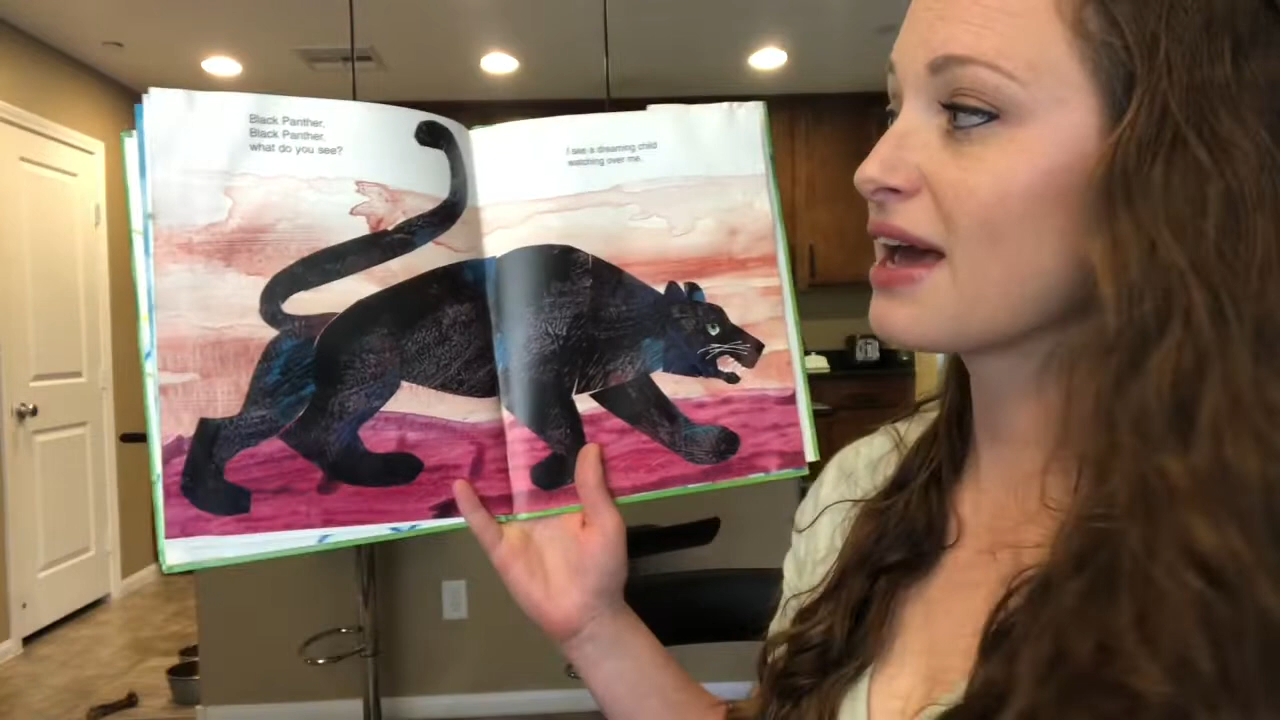 Black Panther,
Black Panther,
what do you see?
I see a dreaming child
watching over me.